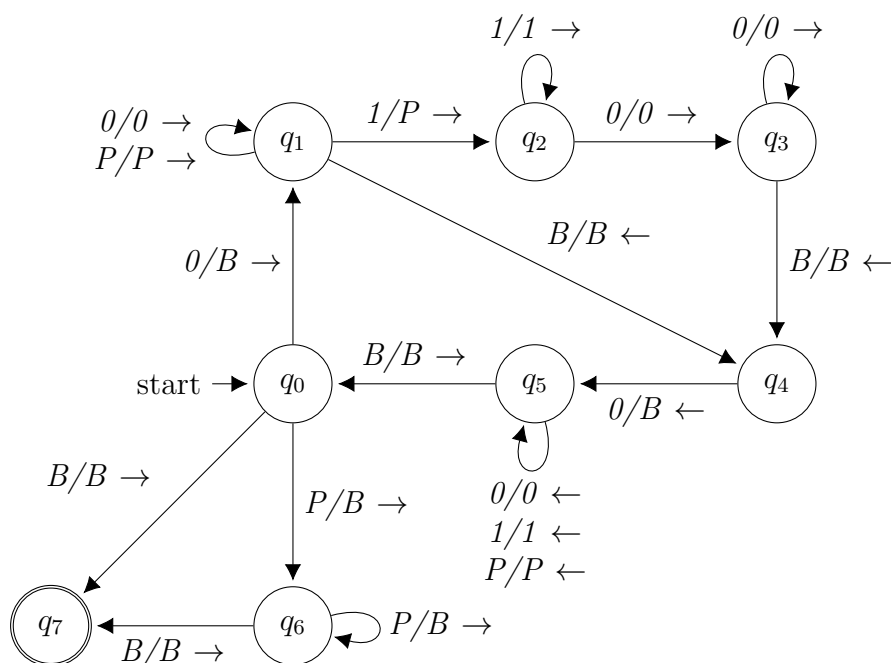 1/1 →
0/0 →
0/0 →
P/P →
q1
1/P →
q2
0/0 →
q3
B/B ←
B/B ←
0/B →
start
q0
B/B →
q5
0/B ←
q4
B/B →
P/B →
0/0 ←
1/1 ←
P/P ←
q7
B/B →
q6
P/B →